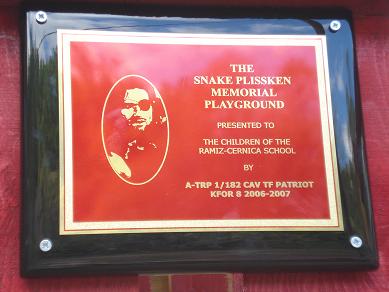 THE
SNAKE PLISSKEN
MEMORIAL
PLAYGROUND
PRESENTED TO
THE CHILDREN OF THE
RAMIZ-CERNICA SCHOOL
BY
A-TRP 1/182 CAV TF PATRIOT
KFOR 8 2006-2007